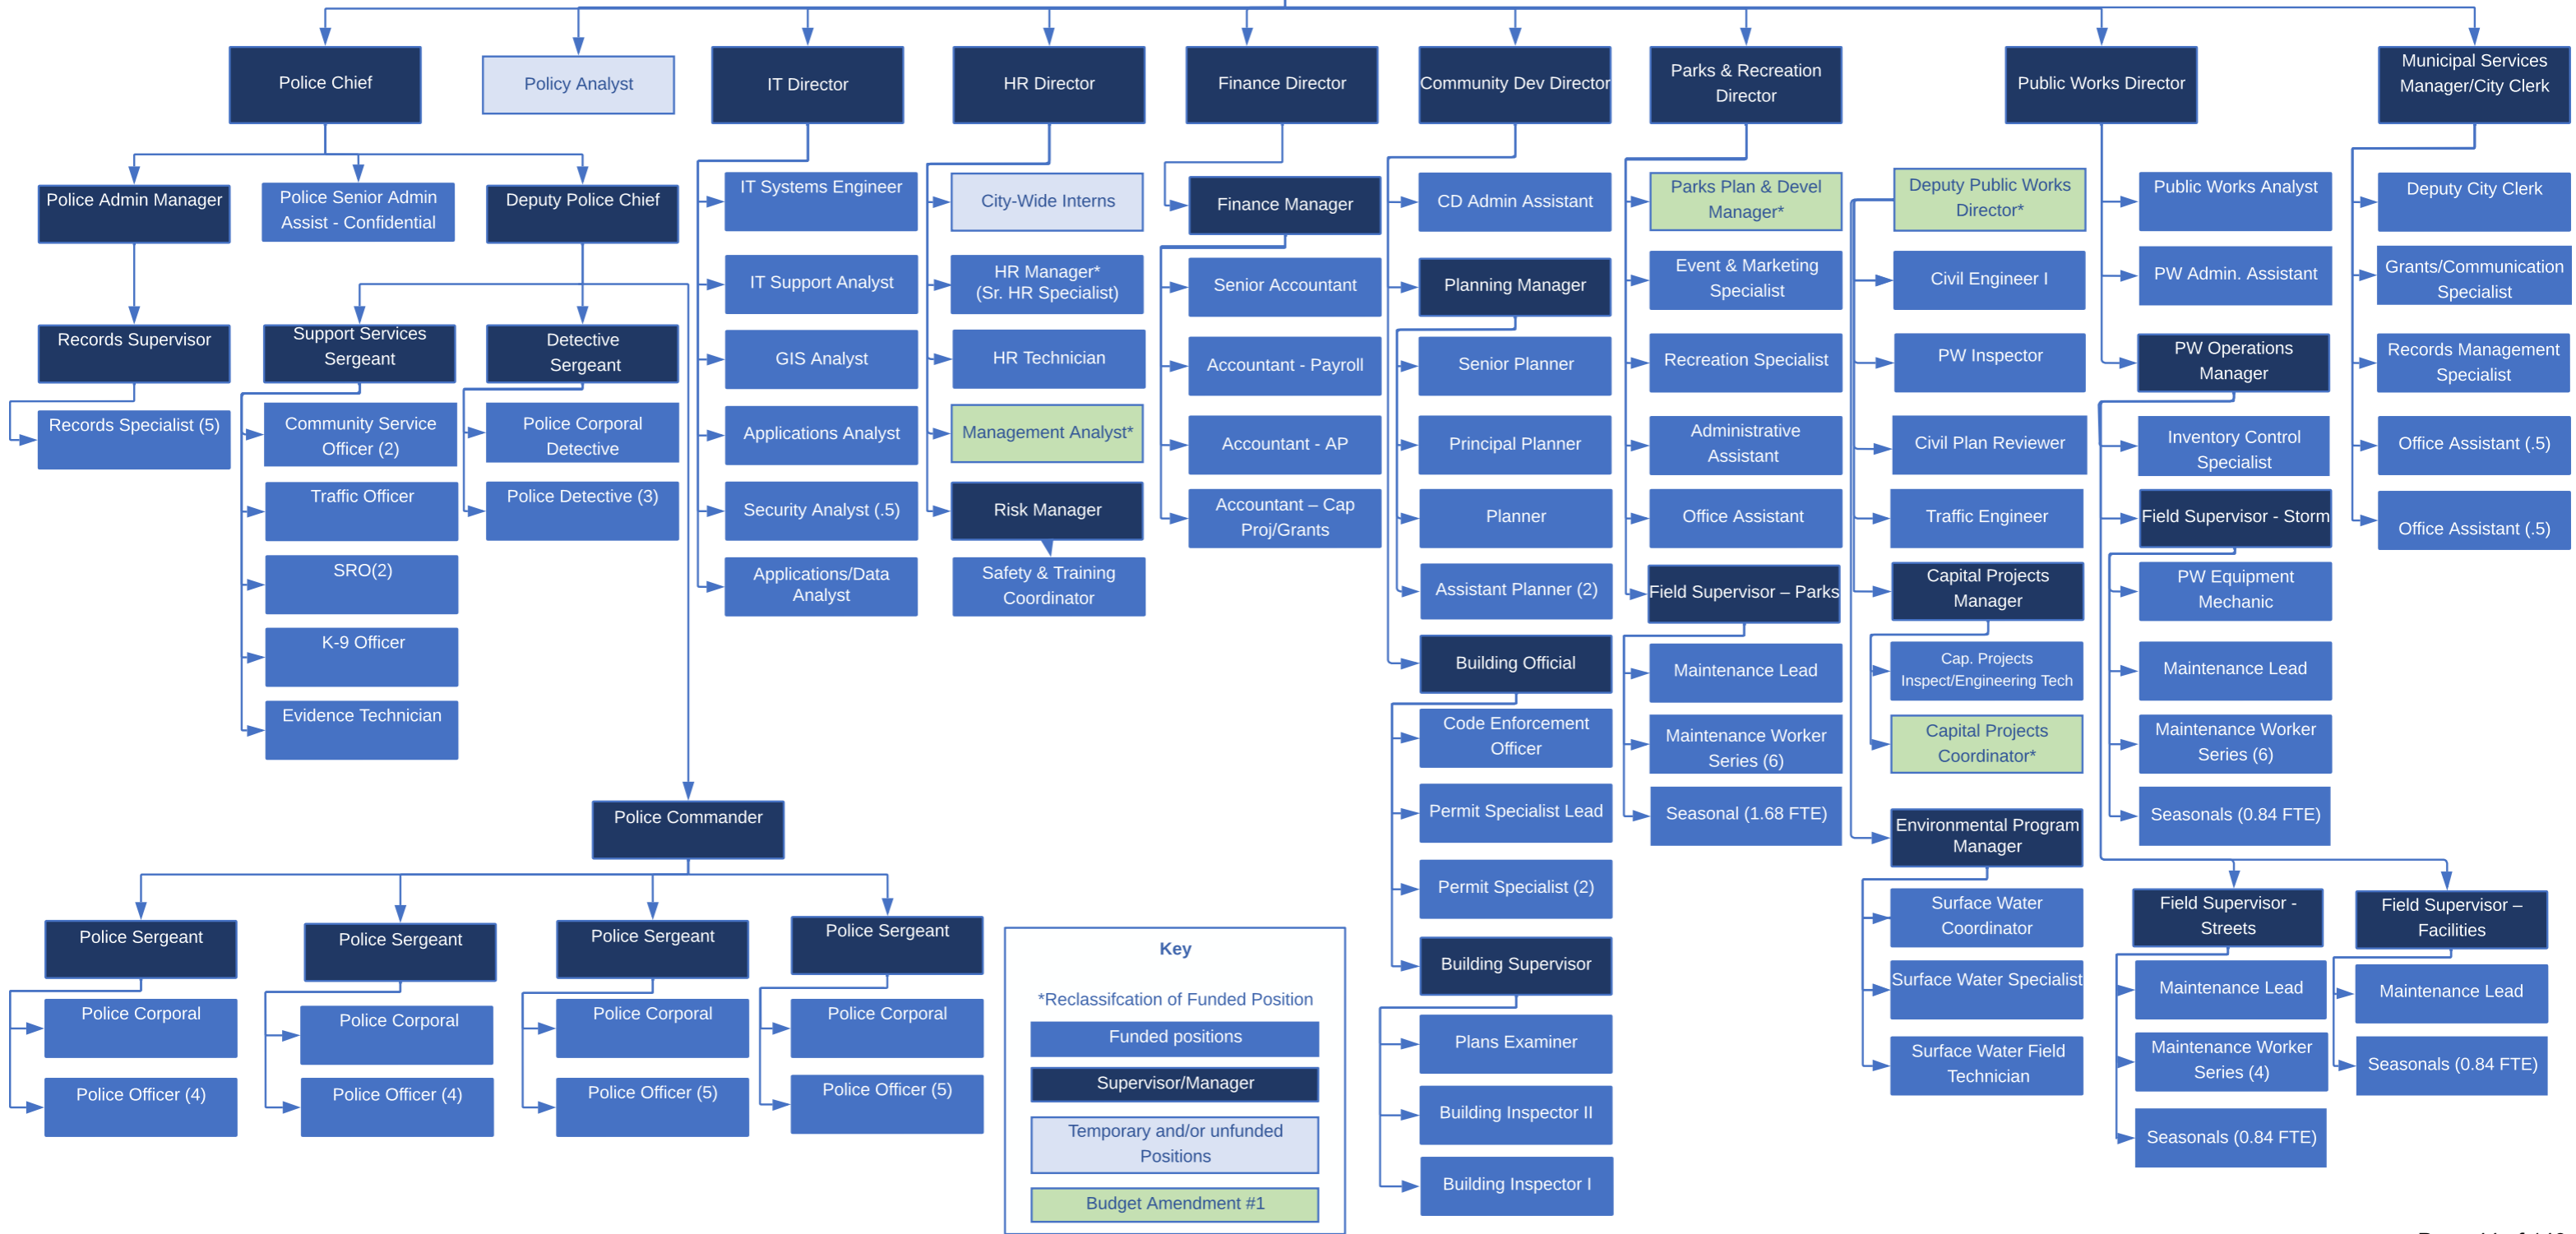 Police Chief
Policy Analyst
IT Director
HR Director
Finance Director
Community Dev Director
Parks & Recreation
Director
Public Works Director
Municipal Services
Manager/City Clerk
Police Admin Manager
Police Senior Admin
Assist - Confidential
Deputy Police Chief
Records Supervisor
Support Services
Sergeant
Detective
Sergeant
Records Specialist (5)
Community Service
Officer (2)
Traffic Officer
SRO(2)
K-9 Officer
Evidence Technician
Police Corporal
Detective
Police Detective (3)
Police Commander
Police Sergeant
Police Corporal
Police Officer (4)
Police Sergeant
Police Corporal
Police Officer (4)
Police Sergeant
Police Corporal
Police Officer (5)
Police Sergeant
Police Corporal
Police Officer (5)
IT Systems Engineer
IT Support Analyst
GIS Analyst
Applications Analyst
Security Analyst (.5)
Applications/Data
Analyst
City-Wide Interns
HR Manager*
(Sr. HR Specialist)
HR Technician
Management Analyst*
Risk Manager
Safety & Training
Coordinator
Finance Manager
Senior Accountant
Accountant - Payroll
Accountant - AP
Accountant – Cap
Proj/Grants
CD Admin Assistant
Planning Manager
Senior Planner
Principal Planner
Planner
Assistant Planner (2)
Building Official
Code Enforcement
Officer
Permit Specialist Lead
Permit Specialist (2)
Building Supervisor
Plans Examiner
Building Inspector II
Building Inspector I
Parks Plan & Devel
Manager*
Event & Marketing
Specialist
Recreation Specialist
Administrative
Assistant
Office Assistant
Field Supervisor – Parks
Maintenance Lead
Maintenance Worker
Series (6)
Seasonal (1.68 FTE)
Deputy Public Works
Director*
Civil Engineer I
PW Inspector
Civil Plan Reviewer
Traffic Engineer
Capital Projects
Manager
Cap. Projects
Inspect/Engineering Tech
Capital Projects
Coordinator*
Environmental Program
Manager
Surface Water
Coordinator
Surface Water Specialist
Surface Water Field
Technician
Public Works Analyst
PW Admin. Assistant
PW Operations
Manager
Inventory Control
Specialist
Field Supervisor - Storm
PW Equipment
Mechanic
Maintenance Lead
Maintenance Worker
Series (6)
Seasonals (0.84 FTE)
Field Supervisor -
Streets
Maintenance Lead
Maintenance Worker
Series (4)
Seasonals (0.84 FTE)
Field Supervisor –
Facilities
Maintenance Lead
Seasonals (0.84 FTE)
Deputy City Clerk
Grants/Communication
Specialist
Records Management
Specialist
Office Assistant (.5)
Office Assistant (.5)
Key
*Reclassifcation of Funded Position
Funded positions
Supervisor/Manager
Temporary and/or unfunded
Positions
Budget Amendment #1